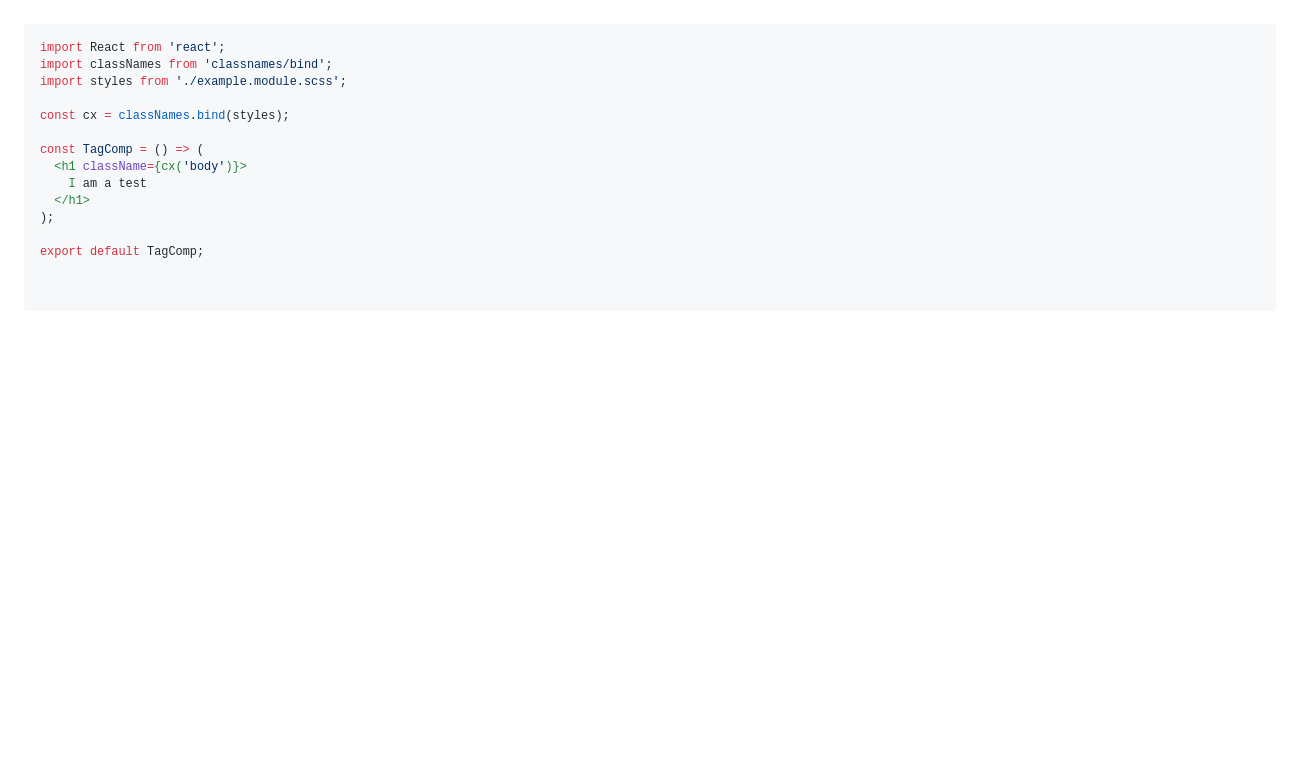 import React from 'react';
import classNames from 'classnames/bind';
import styles from './example.module.scss';

const cx = classNames.bind(styles);

const TagComp = () => (
  <h1 className={cx('body')}>
    I am a test
  </h1>
);

export default TagComp;